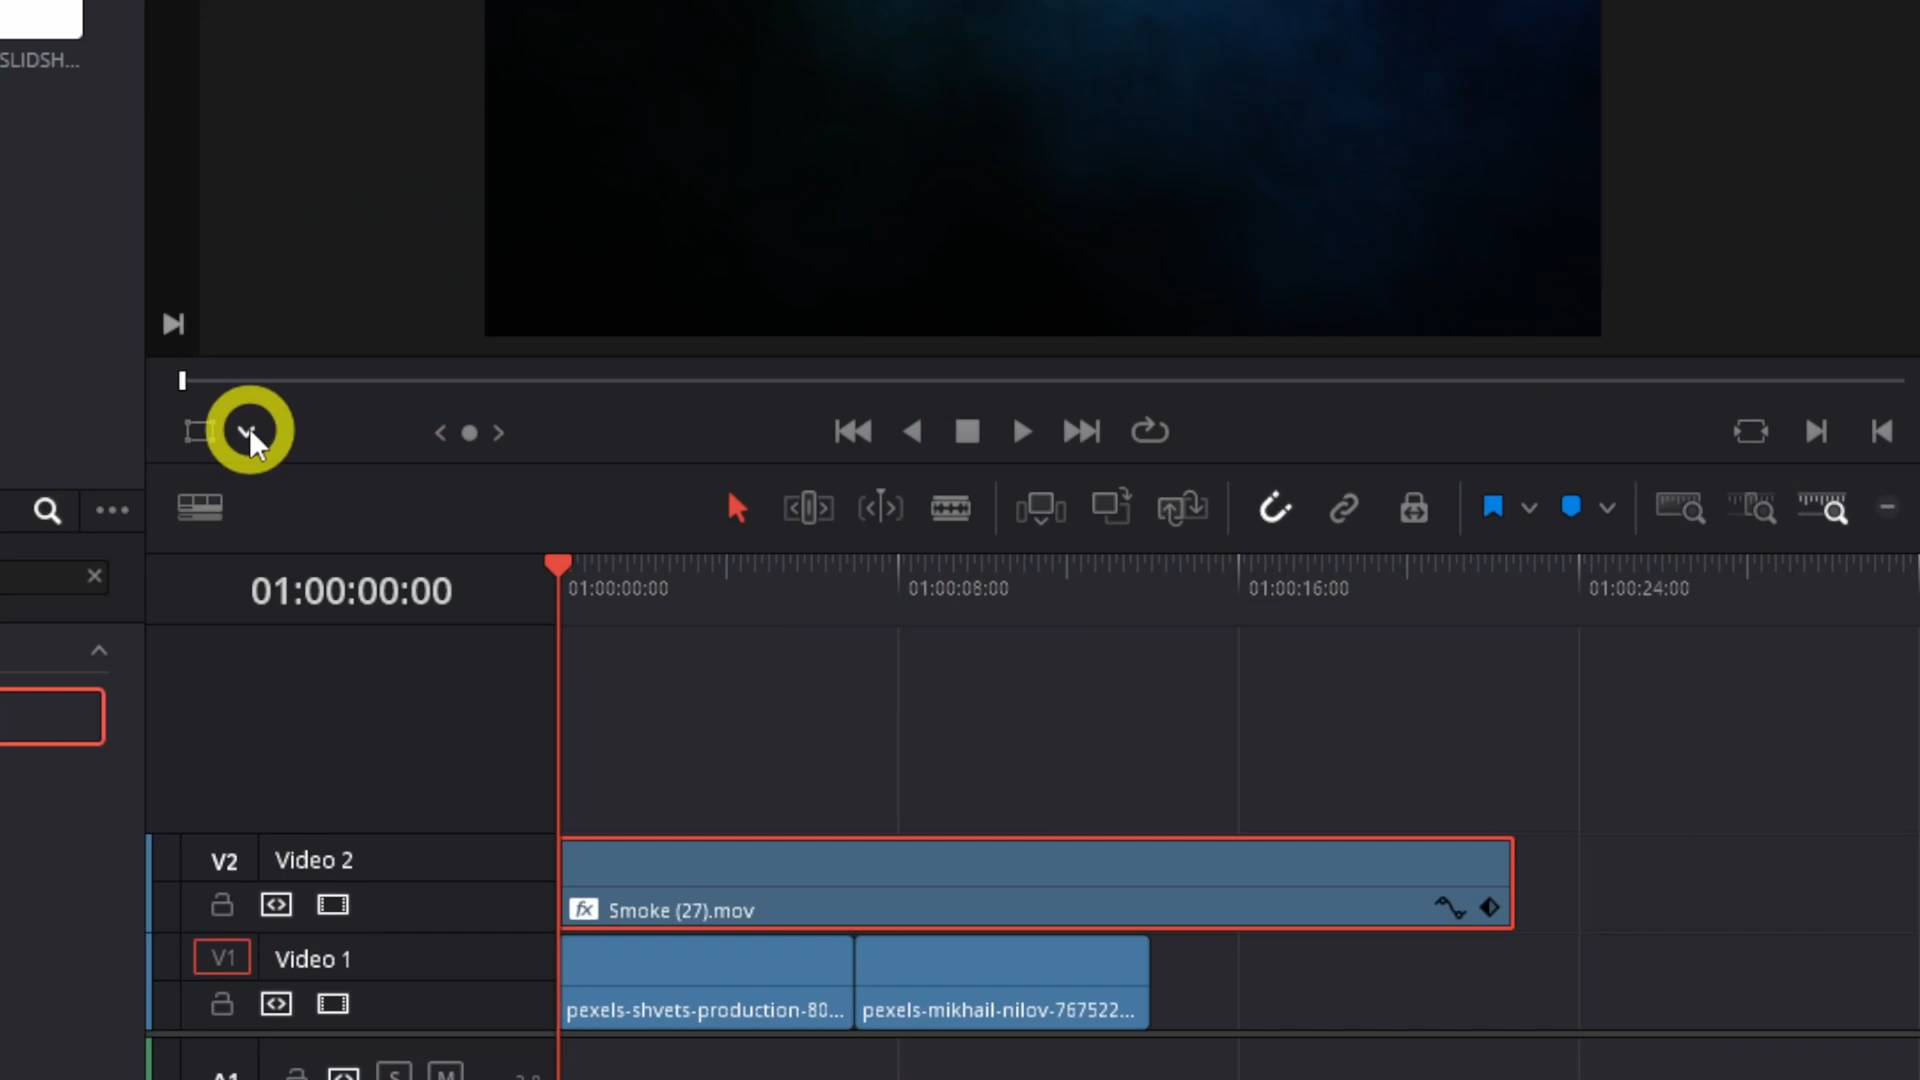 SLIDSH...
01:00:00:00
01:00:00:00
01:00:08:00
01:00:16:00
01:00:24:00
V2
Video 2
fx
Smoke (27).mov
V1
Video 1
pexels-shvets-production-80...
pexels-mikhail-nilov-767522...
A1
S
M